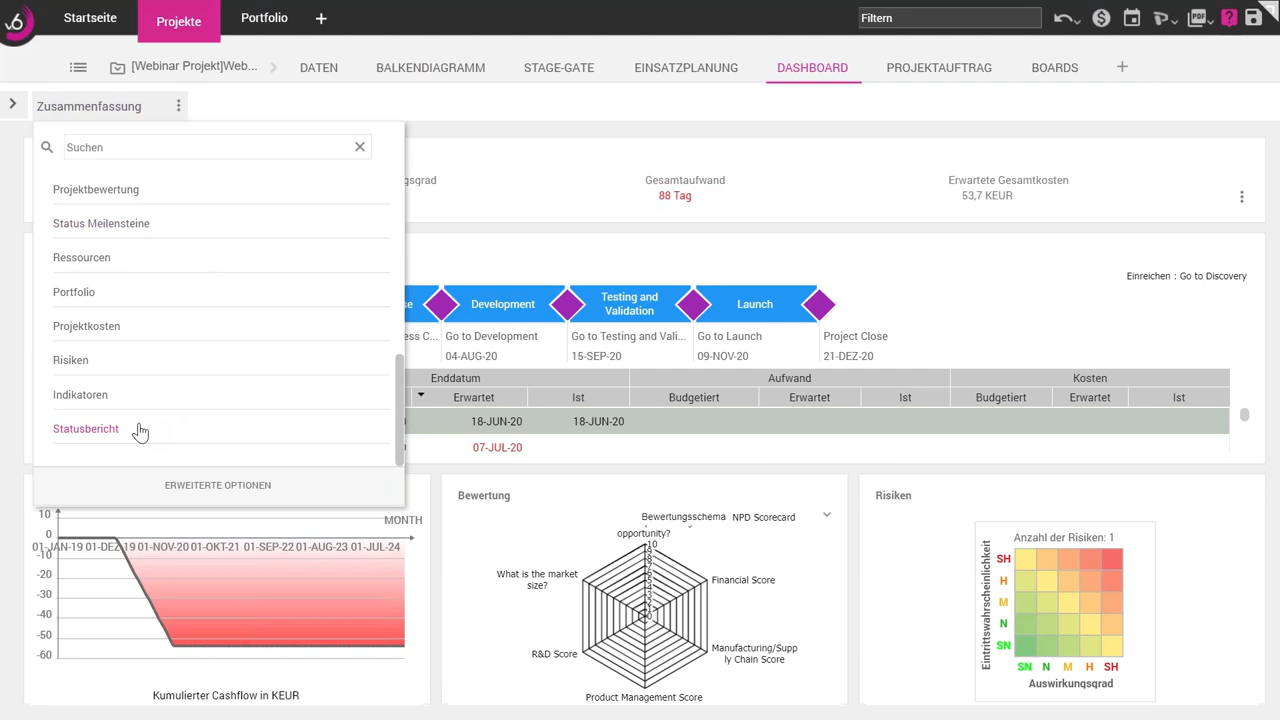 v6
Startseite
Projekte
Portfolio
Filtern
PDF
[Webinar Projekt]Web...
DATEN
BALKENDIAGRAMM
STAGE-GATE
EINSATZPLANUNG
DASHBOARD
PROJEKTAUFTRAG
BOARDS
Zusammenfassung
Suchen
Projektbewertung
Status Meilensteine
Ressourcen
Portfolio
Projektkosten
Risiken
Indikatoren
Statusbericht
ERWEITERTE OPTIONEN
gsgrad
Gesamtaufwand
88 Tag
Erwartete Gesamtkosten
53,7 KEUR
Einreichen : Go to Discovery
se
Development
Testing and
Validation
Launch
ess C...
Go to Development
Go to Testing and Vali...
Go to Launch
Project Close
04-AUG-20
15-SEP-20
09-NOV-20
21-DEZ-20
Enddatum
Aufwand
Kosten
Erwartet
Ist
Budgetiert
Erwartet
Ist
Budgetiert
Erwartet
Ist
18-JUN-20
18-JUN-20
07-JUL-20
MONTH
10
0
-10
-20
-30
-40
-50
-60
01-JAN-19 01-DEZ-19 01-NOV-20 01-OKT-21 01-SEP-22 01-AUG-23 01-JUL-24
Kumulierter Cashflow in KEUR
Bewertung
Bewertungsschema NPD Scorecard
opportunity?
10
What is the market
size?
Financial Score
R&D Score
Manufacturing/Supp
ly Chain Score
Product Management Score
Risiken
Anzahl der Risiken: 1
Eintrittswahrscheinlichkeit
SH
H
M
N
SN
SN N M H SH
Auswirkungsgrad